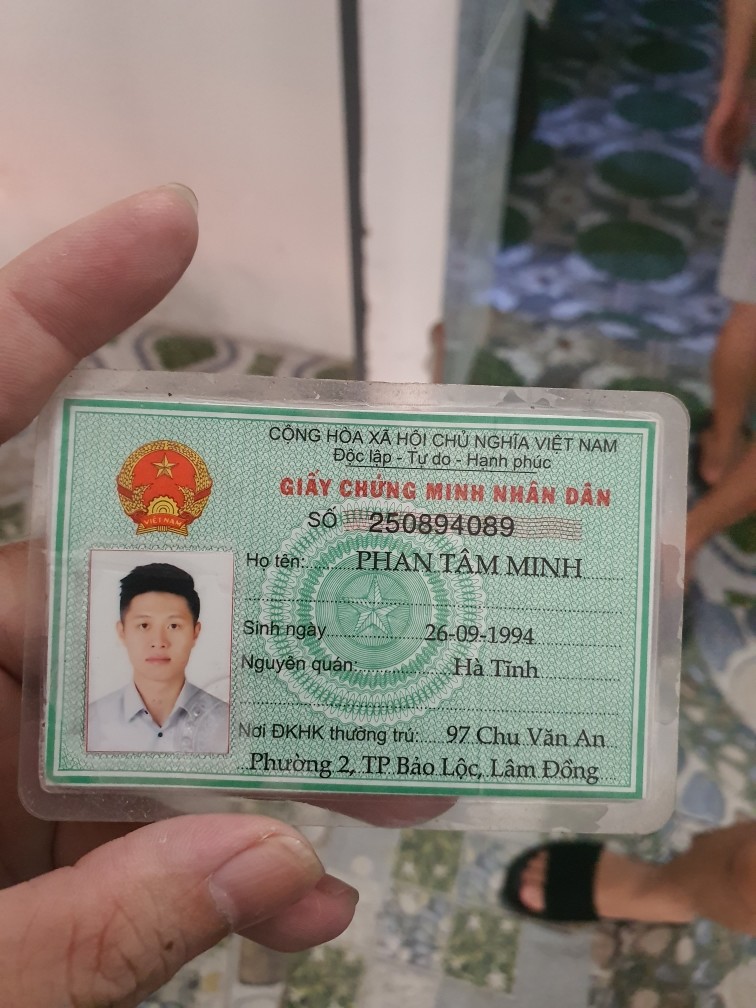 CỘNG HÒA XÃ HỘI CHỦ NGHĨA VIỆT NAM
Độc lập - Tự do - Hạnh phúc
GIẤY CHỨNG MINH NHÂN DÂN
SỐ 250894089
Họ tên: PHAN TÂM MINH
Sinh ngày 26-09-1994
Nguyên quán: Hà Tĩnh
Nơi ĐKHK thường trú: 97 Chu Văn An
Phường 2, TP Bảo Lộc, Lâm Đồng
VIỆT NAM